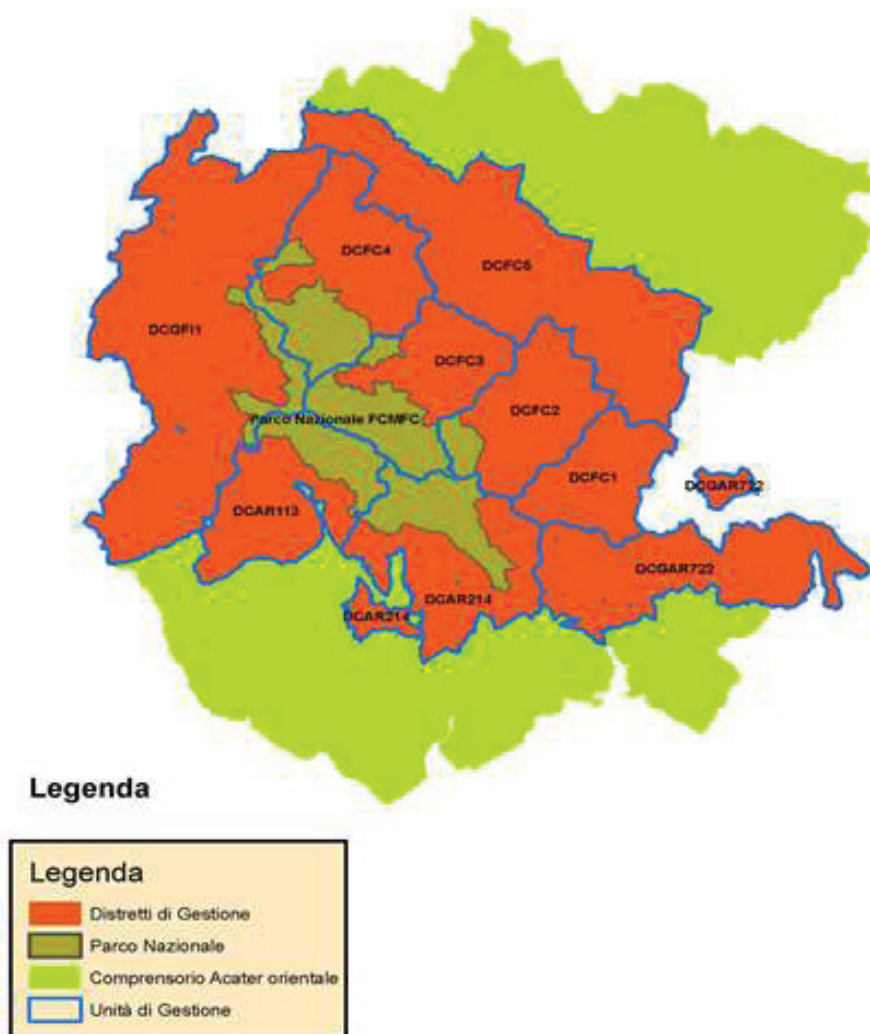 DCFC4
DCFC5
DCGFI1
DCFC3
DCFC2
Parco Nazionale FCMFC
DCFC1
DCGAR722
DCAR113
DCGAR722
DCAR214
DCAR214
Legenda
Legenda
Distretti di Gestione
Parco Nazionale
Comprensorio Acater orientale
Unità di Gestione